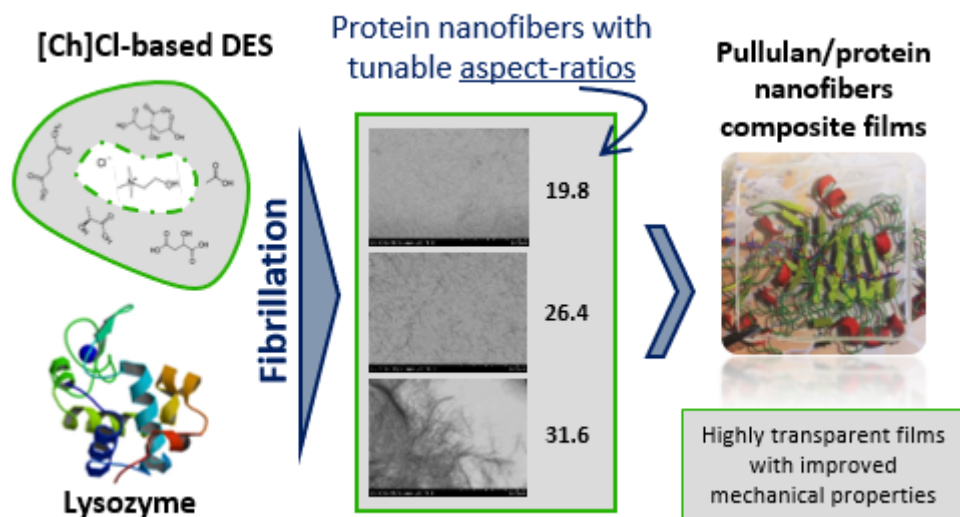 [Ch]Cl-based DES
Protein nanofibers with
tunable aspect-ratios
Pullulan/protein
nanofibers
composite films
Fibrillation
19.8
26.4
31.6
Lysozyme
Highly transparent films
with improved
mechanical properties